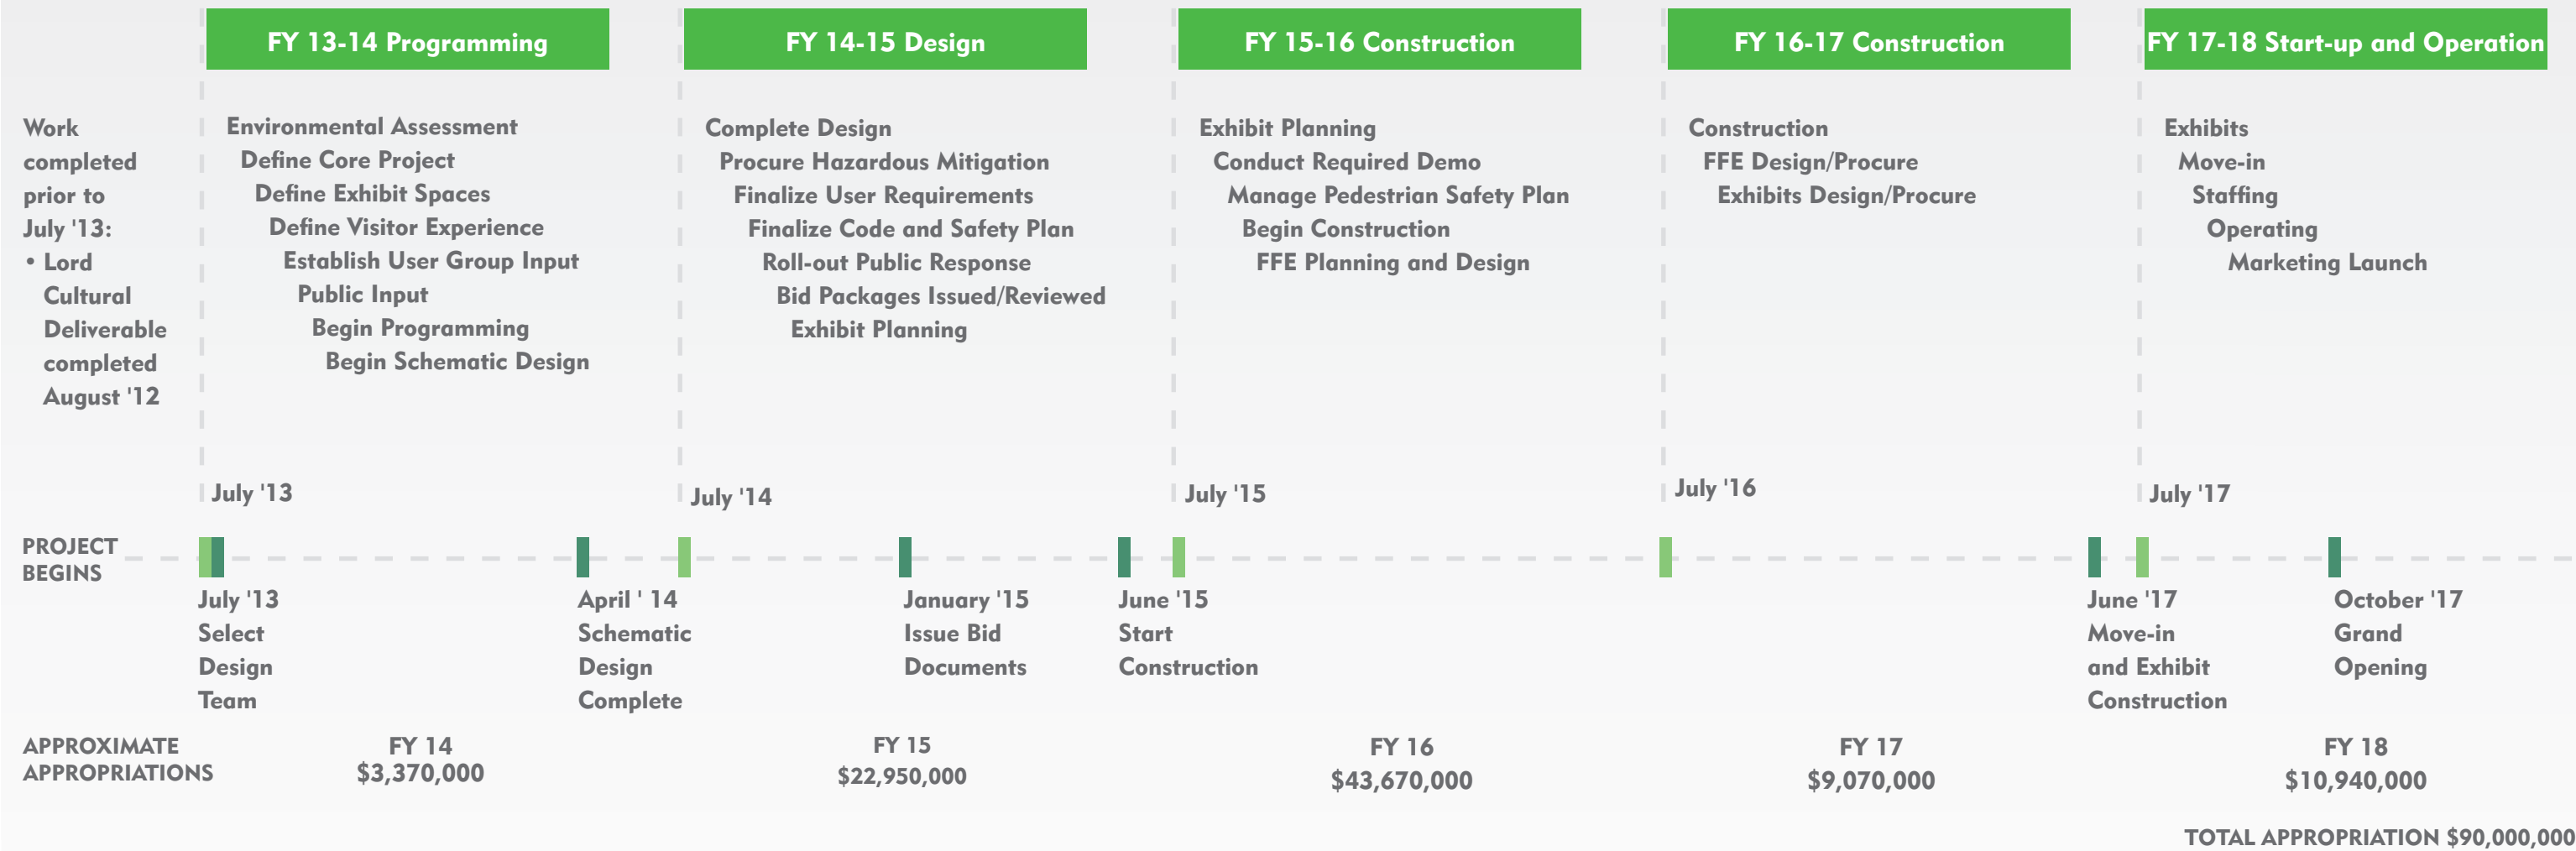 FY 13-14 Programming
FY 14-15 Design
FY 15-16 Construction
FY 16-17 Construction
FY 17-18 Start-up and Operation
Work
completed
prior to
July '13:
• Lord
Cultural
Deliverable
completed
August '12
Environmental Assessment
Define Core Project
Define Exhibit Spaces
Define Visitor Experience
Establish User Group Input
Public Input
Begin Programming
Begin Schematic Design
Complete Design
Procure Hazardous Mitigation
Finalize User Requirements
Finalize Code and Safety Plan
Roll-out Public Response
Bid Packages Issued/Reviewed
Exhibit Planning
Exhibit Planning
Conduct Required Demo
Manage Pedestrian Safety Plan
Begin Construction
FFE Planning and Design
Construction
FFE Design/Procure
Exhibits Design/Procure
Exhibits
Move-in
Staffing
Operating
Marketing Launch
July '13
July '14
July '15
July '16
July '17
PROJECT
BEGINS
July '13
Select
Design
Team
April ' 14
Schematic
Design
Complete
January '15
Issue Bid
Documents
June '15
Start
Construction
June '17
Move-in
and Exhibit
Construction
October '17
Grand
Opening
APPROXIMATE
APPROPRIATIONS
FY 14
$3,370,000
FY 15
$22,950,000
FY 16
$43,670,000
FY 17
$9,070,000
FY 18
$10,940,000
TOTAL APPROPRIATION $90,000,000